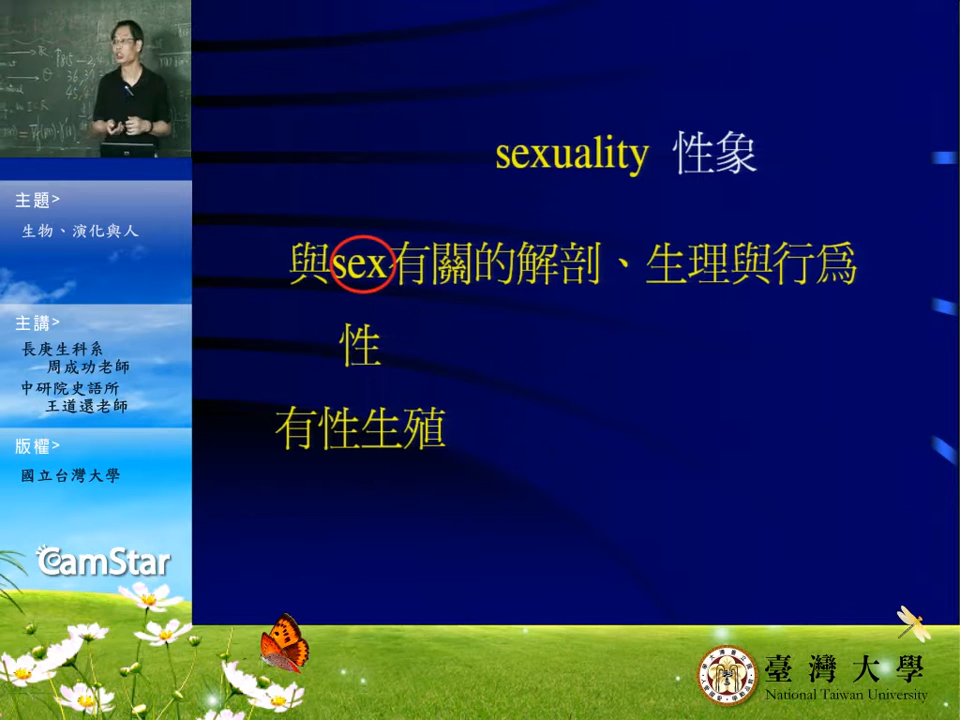 主題>
生物、演化與人
主講>
長庚生科系
周成功老師
中研院史語所
王道還老師
版權>
國立台灣大學
CamStar
sexuality 性象
與sex有關的解剖、生理與行為
性
有性生殖
臺灣大學
National Taiwan University